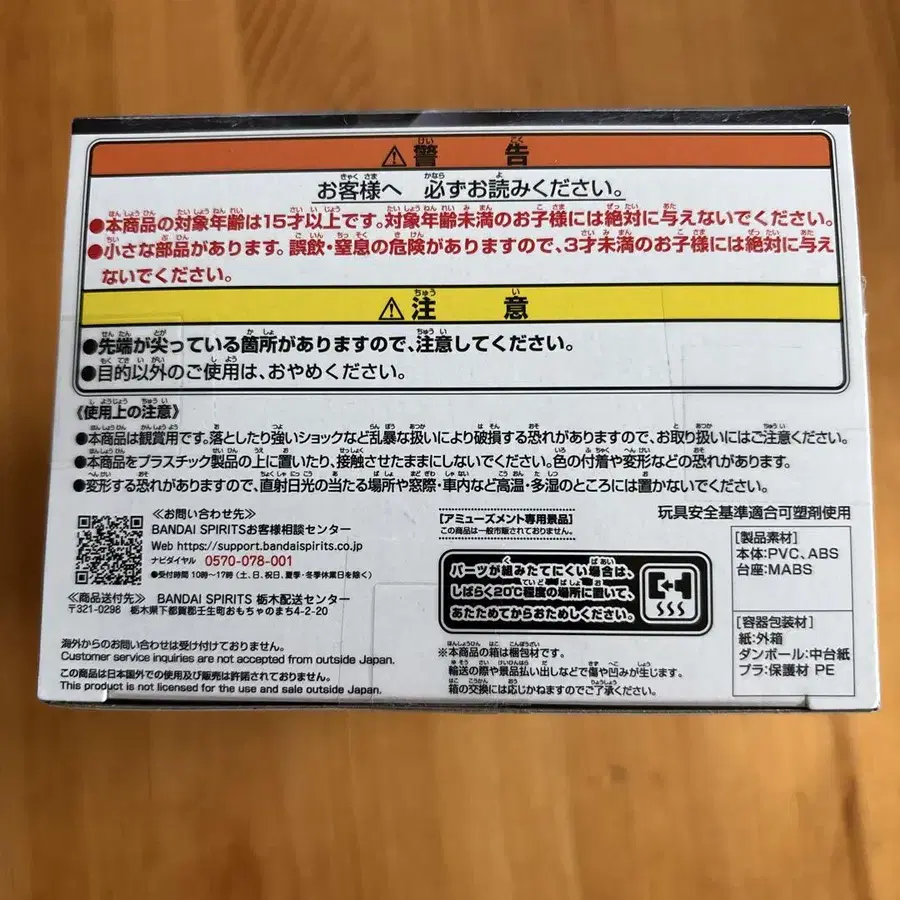 ⚠警告
お客様へ 必ずお読みください。
●本商品の対象年齢は15才以上です。対象年齢未満のお子様には絶対に与えないでください。
●小さな部品があります。誤飲・窒息の危険がありますので、3才未満のお子様には絶対に与え
ないでください。
⚠注意
●先端が尖っている箇所がありますので、注意してください。
●目的以外のご使用は、おやめください。
《使用上の注意》
●本商品は観賞用です。落としたり強いショックなど乱暴な扱いにより破損する恐れがありますので、お取り扱いにはご注意ください。
●本商品をプラスチック製品の上に置いたり、接触させたままにしないでください。色の付着や変形などの恐れがあります。
●変形する恐れがありますので、直射日光の当たる場所や窓際・車内など高温・多湿のところには置かないでください。
≪お問い合わせ先≫
BANDAI SPIRITSお客様相談センター
Web https://support.bandaispirits.co.jp
ナビダイヤル 0570-078-001
●受付時間 10時～17時(土、日、祝日、夏季・冬季休業日を除く)
≪商品送付先≫ BANDAI SPIRITS 栃木配送センター
〒321-0298 栃木県下都賀郡壬生町おもちゃのまち4-2-20
海外からのお問い合わせは受け付けておりません。
Customer service inquiries are not accepted from outside Japan.
この商品は日本国外での使用及び販売は許諾されておりません。
This product is not licensed for the use and sale outside Japan.
[アミューズメント専用景品]
この商品は一般市販されておりません。
パーツが組みたてにくい場合は、
しばらく20℃程度の場所に置いて、
あたためてからおためしください。
※本商品の箱は梱包材です。
輸送の際や景品払い出しなどで傷や凹みが生じます。
箱の交換には応じかねますのでご了承ください。
玩具安全基準適合可塑剤使用
[製品素材]
本体:PVC、ABS
台座:MABS
[容器包装材]
紙:外箱
ダンボール:中台紙
プラ:保護材 PE